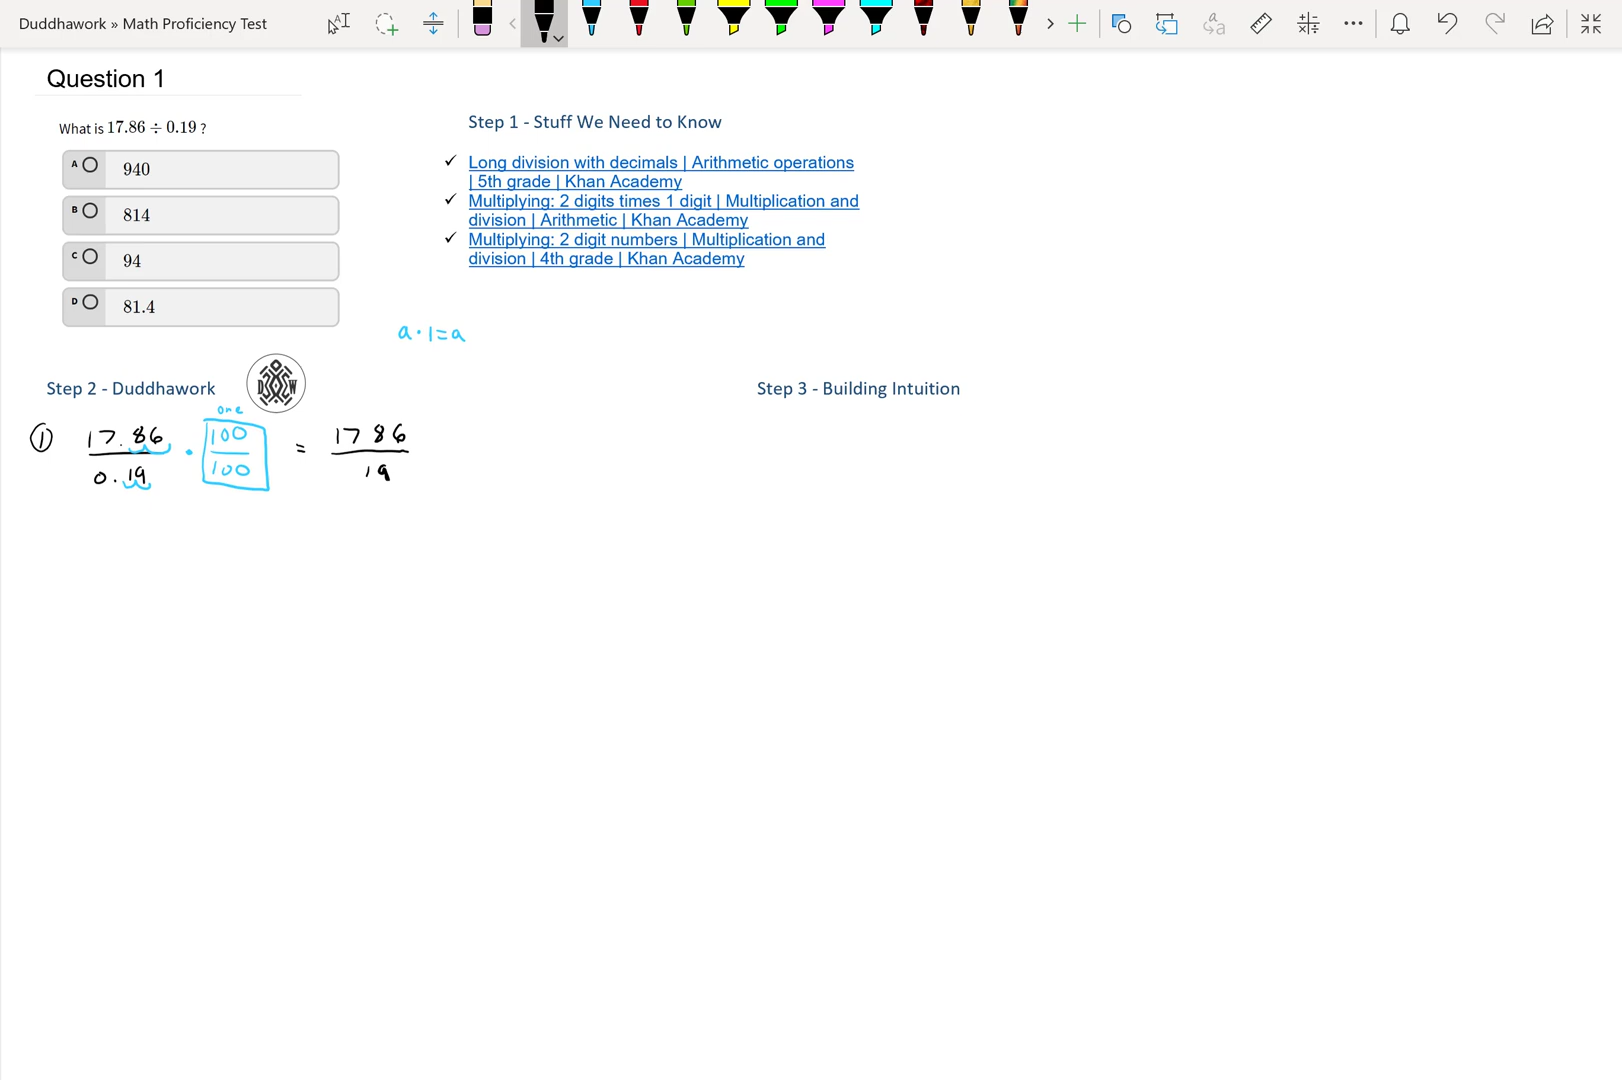 Duddhawork » Math Proficiency Test
Question 1
What is 17.86 ÷ 0.19 ?
A 940
B 814
C 94
D 81.4
Step 1 - Stuff We Need to Know
✓ Long division with decimals | Arithmetic operations
| 5th grade | Khan Academy
✓ Multiplying: 2 digits times 1 digit | Multiplication and
division | Arithmetic | Khan Academy
✓ Multiplying: 2 digit numbers | Multiplication and
division | 4th grade | Khan Academy
a · 1 = a
Step 2 - Duddhawork
D W
Step 3 - Building Intuition
one
① 17.86 / 0.19 · 100 / 100 = 1786 / 19